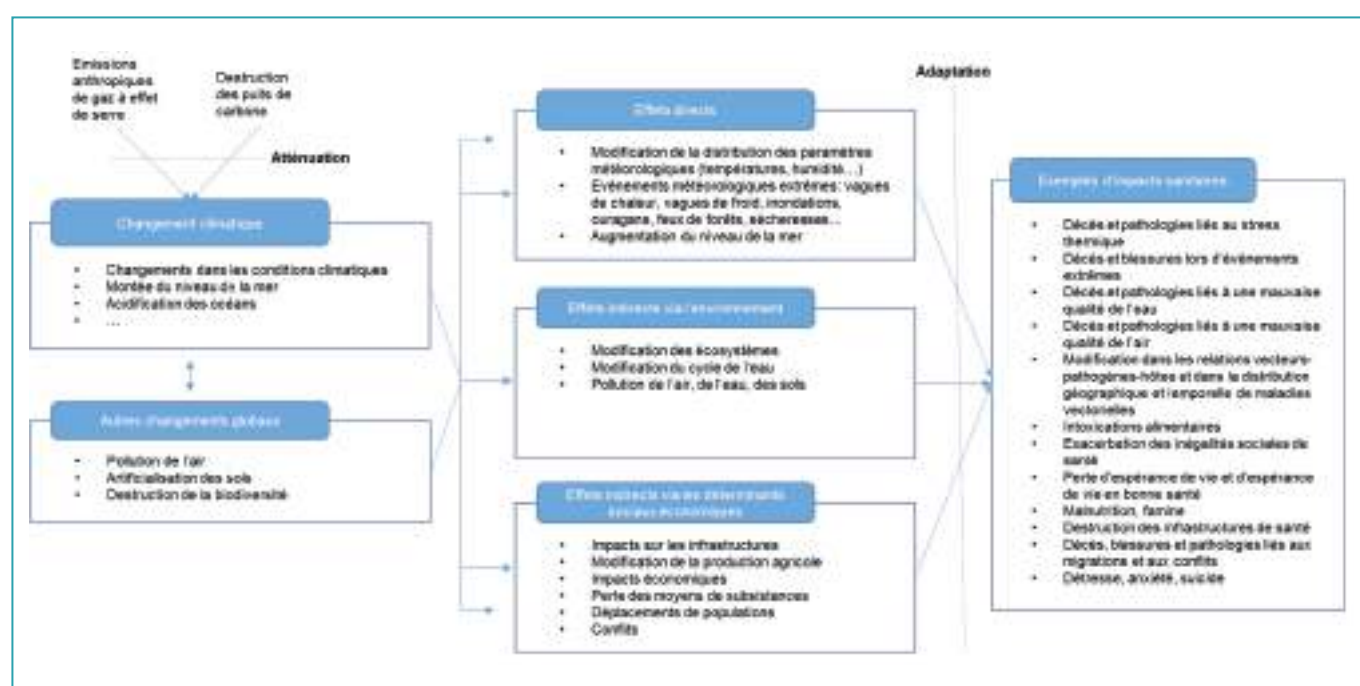 Emissions
anthropiques
de gaz à effet
de serre
Destruction
des puits de
carbone
Atténuation
Changement climatique
• Changements dans les conditions climatiques
• Montée du niveau de la mer
• Acidification des océans
• …
Autres changements globaux
• Pollution de l'air
• Artificialisation des sols
• Destruction de la biodiversité
Effets directs
• Modification de la distribution des paramètres
météorologiques (températures, humidité…)
• Evénements météorologiques extrêmes: vagues
de chaleur, vagues de froid, inondations,
ouragans, feux de forêts, sécheresses…
• Augmentation du niveau de la mer
Effets indirects via l'environnement
• Modification des écosystèmes
• Modification du cycle de l'eau
• Pollution de l'air, de l'eau, des sols
Effets indirects via les déterminants
sociaux économiques
• Impacts sur les infrastructures
• Modification de la production agricole
• Impacts économiques
• Perte des moyens de subsistances
• Déplacements de populations
• Conflits
Adaptation
Exemples d'impacts sanitaires
• Décès et pathologies liés au stress
thermique
• Décès et blessures lors d'événements
extrêmes
• Décès et pathologies liés à une mauvaise
qualité de l'eau
• Décès et pathologies liés à une mauvaise
qualité de l'air
• Modification dans les relations vecteurs-
pathogènes-hôtes et dans la distribution
géographique et temporelle de maladies
vectorielles
• Intoxications alimentaires
• Exacerbation des inégalités sociales de
santé
• Perte d'espérance de vie et d'espérance
de vie en bonne santé
• Malnutrition, famine
• Destruction des infrastructures de santé
• Décès, blessures et pathologies liés aux
migrations et aux conflits
• Détresse, anxiété, suicide